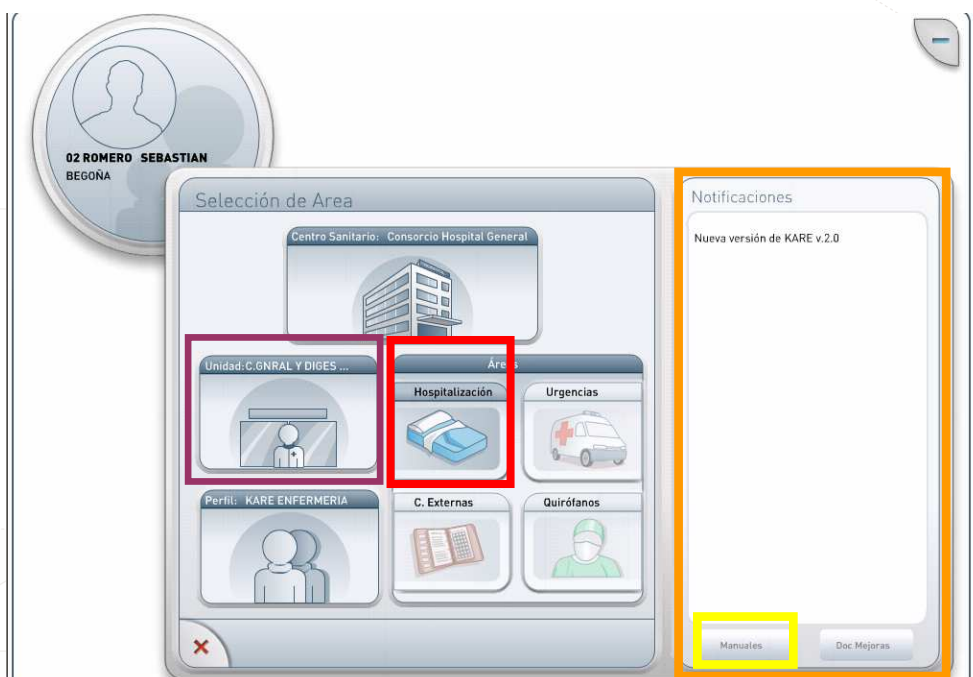 02 ROMERO SEBASTIAN
BEGOÑA
Selección de Area
Centro Sanitario: Consorcio Hospital General
Unidad:C.GNRAL Y DIGES ...
Áreas
Hospitalización
Urgencias
Perfil: KARE ENFERMERIA
C. Externas
Quirófanos
Notificaciones
Nueva versión de KARE v.2.0
Manuales
Doc Mejoras